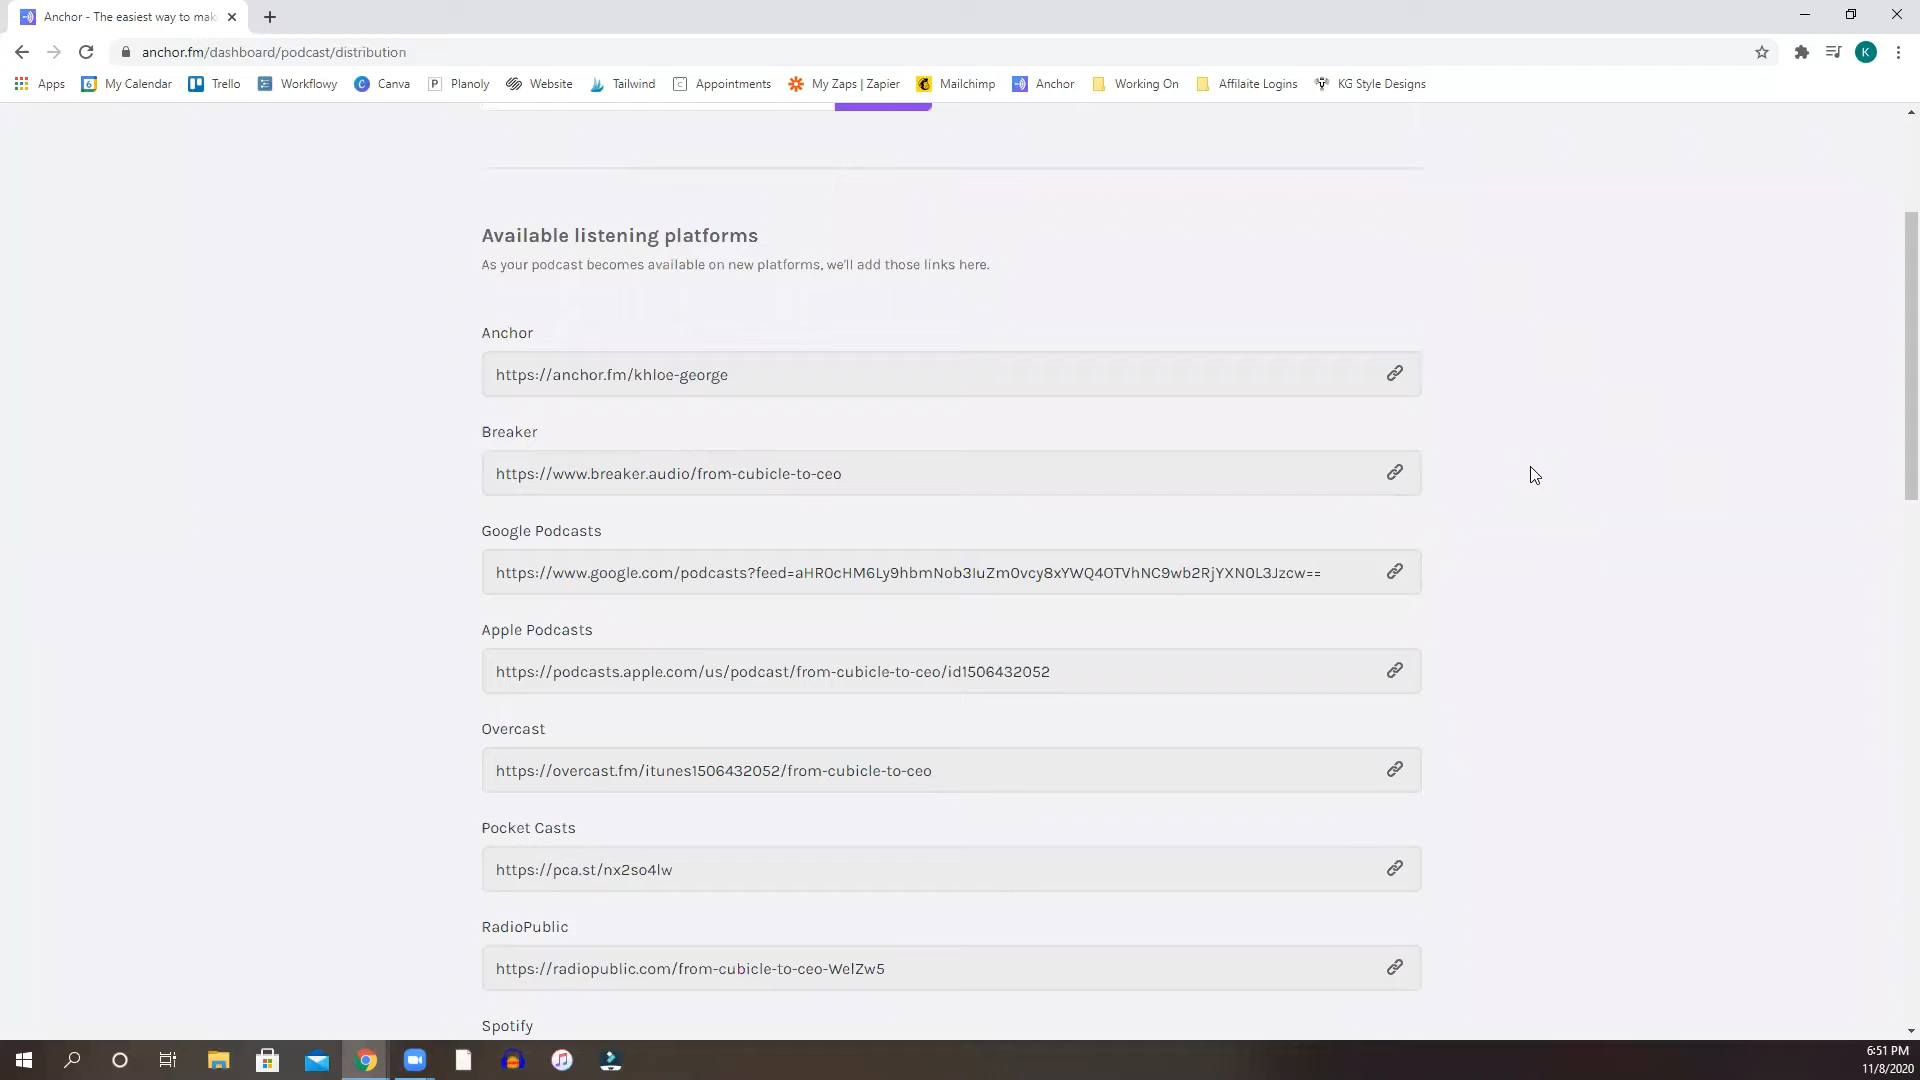 Anchor - The easiest way to mak
anchor.fm/dashboard/podcast/distribution
K
Apps
6
My Calendar
Trello
Workflowy
C
Canva
P
Planoly
Website
Tailwind
C
Appointments
My Zaps | Zapier
Mailchimp
Anchor
Working On
Affilaite Logins
KG Style Designs
Available listening platforms
As your podcast becomes available on new platforms, we'll add those links here.
Anchor
https://anchor.fm/khloe-george
Breaker
https://www.breaker.audio/from-cubicle-to-ceo
Google Podcasts
https://www.google.com/podcasts?feed=aHR0cHM6Ly9hbmNob3IuZm0vcy8xYWQ4OTVhNC9wb2RjYXN0L3Jzcw==
Apple Podcasts
https://podcasts.apple.com/us/podcast/from-cubicle-to-ceo/id1506432052
Overcast
https://overcast.fm/itunes1506432052/from-cubicle-to-ceo
Pocket Casts
https://pca.st/nx2so4lw
RadioPublic
https://radiopublic.com/from-cubicle-to-ceo-WelZw5
Spotify
6:51 PM
11/8/2020